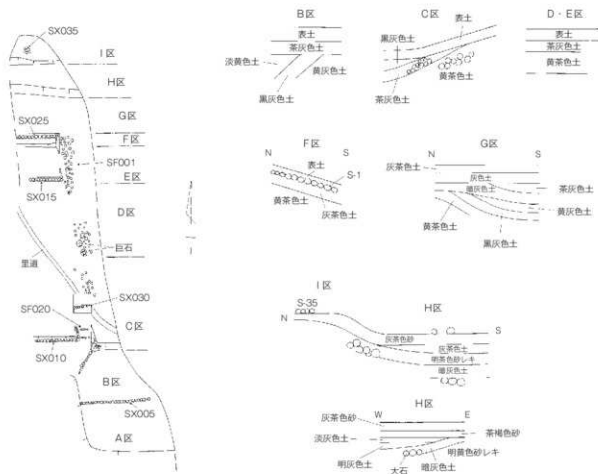 SX035
I区
H区
SX025
G区
F区
SF001
E区
SX015
D区
巨石
里道
SX030
SF020
C区
SX010
B区
SX005
A区
B区
表土
茶灰色土
淡黄色土
黄灰色土
黒灰色土
C区
表土
黒灰色土
黄茶色土
茶灰色土
D・E区
表土
茶灰色土
黄茶色土
F区
N
S
表土
S-1
黄茶色土
灰茶色土
G区
N
S
灰茶色土
灰色土
暗灰色土
茶灰色土
黄灰色土
黄茶色土
黒灰色土
I区
S-35
H区
N
S
灰茶色砂
灰茶色土
明茶色砂レキ
暗灰色土
H区
W
E
灰茶色砂
茶褐色砂
淡灰色土
明黄色砂レキ
明灰色土
大石
暗灰色土